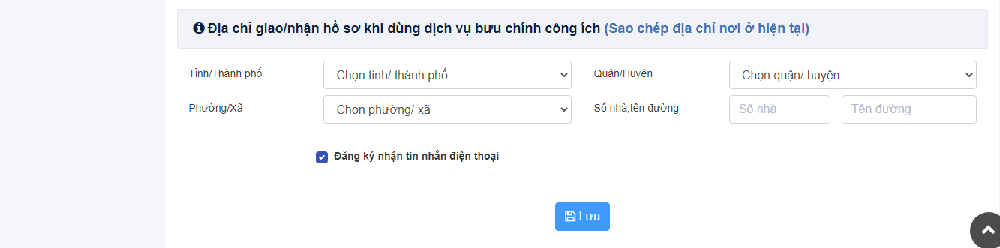 Địa chỉ giao/nhận hồ sơ khi dùng dịch vụ bưu chính công ích (Sao chép địa chỉ nơi ở hiện tại)
Tỉnh/Thành phố Chọn tỉnh/ thành phố Quận/Huyện Chọn quận/ huyện
Phường/Xã Chọn phường/ xã Số nhà,tên đường Số nhà Tên đường
Đăng ký nhận tin nhắn điện thoại
Lưu